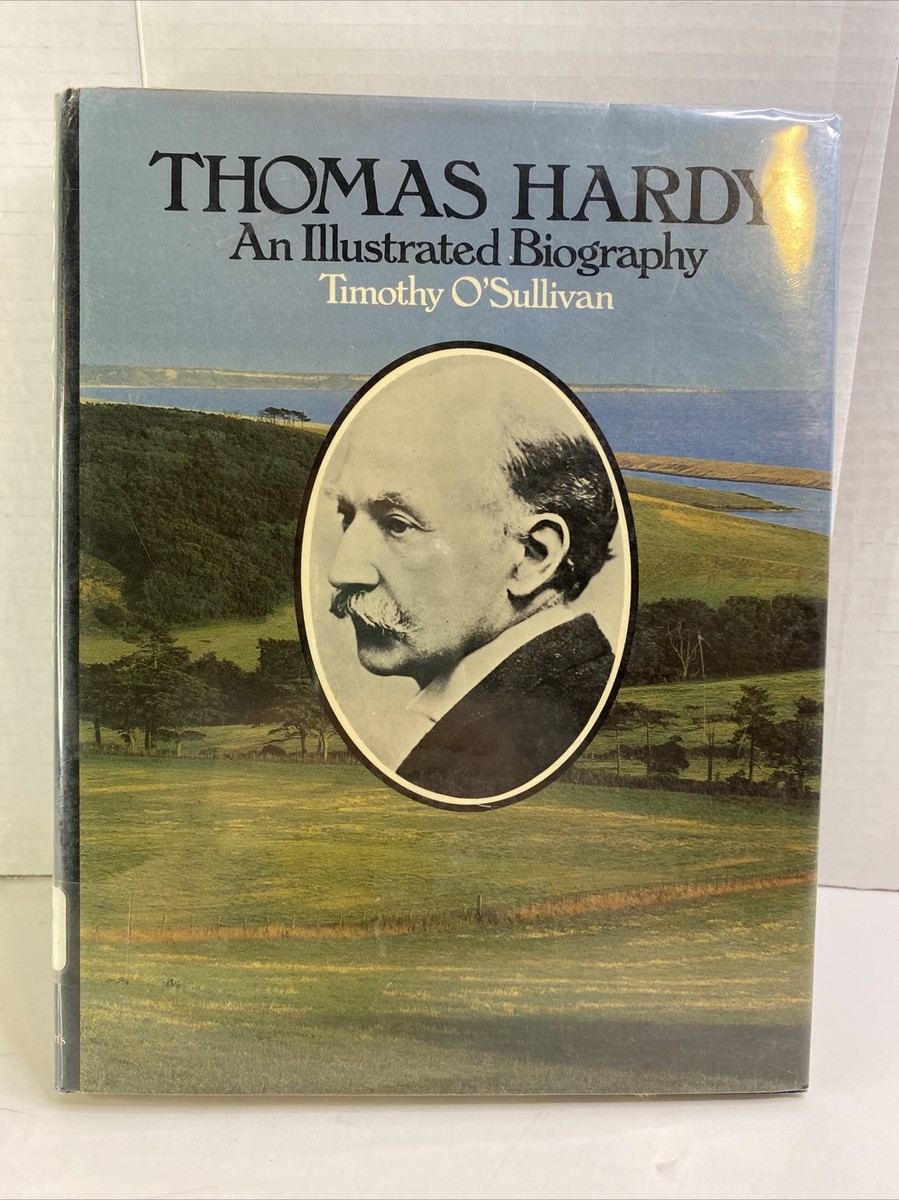 THOMAS HARDY
An Illustrated Biography
Timothy O'Sullivan